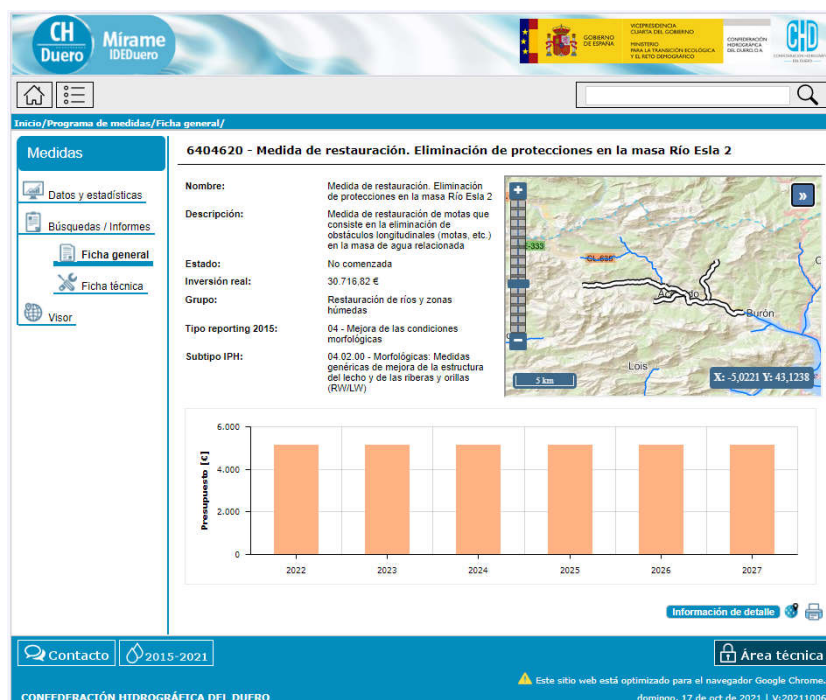 CH
Duero
Mírame
IDEDuero
GOBIERNO
DE ESPAÑA
VICEPRESIDENCIA
CUARTA DEL GOBIERNO
MINISTERIO
PARA LA TRANSICIÓN ECOLÓGICA
Y EL RETO DEMOGRÁFICO
CONFEDERACIÓN
HIDROGRÁFICA
DEL DUERO, O.A.
CHD
Inicio/Programa de medidas/Ficha general/
Medidas
Datos y estadísticas
Búsquedas / Informes
Ficha general
Ficha técnica
Visor
6404620 - Medida de restauración. Eliminación de protecciones en la masa Río Esla 2
Nombre: Medida de restauración. Eliminación
de protecciones en la masa Río Esla 2
Descripción: Medida de restauración de motas que
consiste en la eliminación de
obstáculos longitudinales (motas, etc.)
en la masa de agua relacionada
Estado: No comenzada
Inversión real: 30.716,82 €
Grupo: Restauración de ríos y zonas
húmedas
Tipo reporting 2015: 04 - Mejora de las condiciones
morfológicas
Subtipo IPH: 04.02.00 - Morfológicas: Medidas
genéricas de mejora de la estructura
del lecho y de las riberas y orillas
(RW/LW)
+
»
-333
CL-635
Burón
Lois
5 km
X: -5,0221 Y: 43,1238
Presupuesto [€]
6.000
4.000
2.000
0
2022 2023 2024 2025 2026 2027
Información de detalle
Contacto
2015-2021
Área técnica
Este sitio web está optimizado para el navegador Google Chrome.
CONFEDERACIÓN HIDROGRÁFICA DEL DUERO
domingo, 17 de oct de 2021 | V:20211006